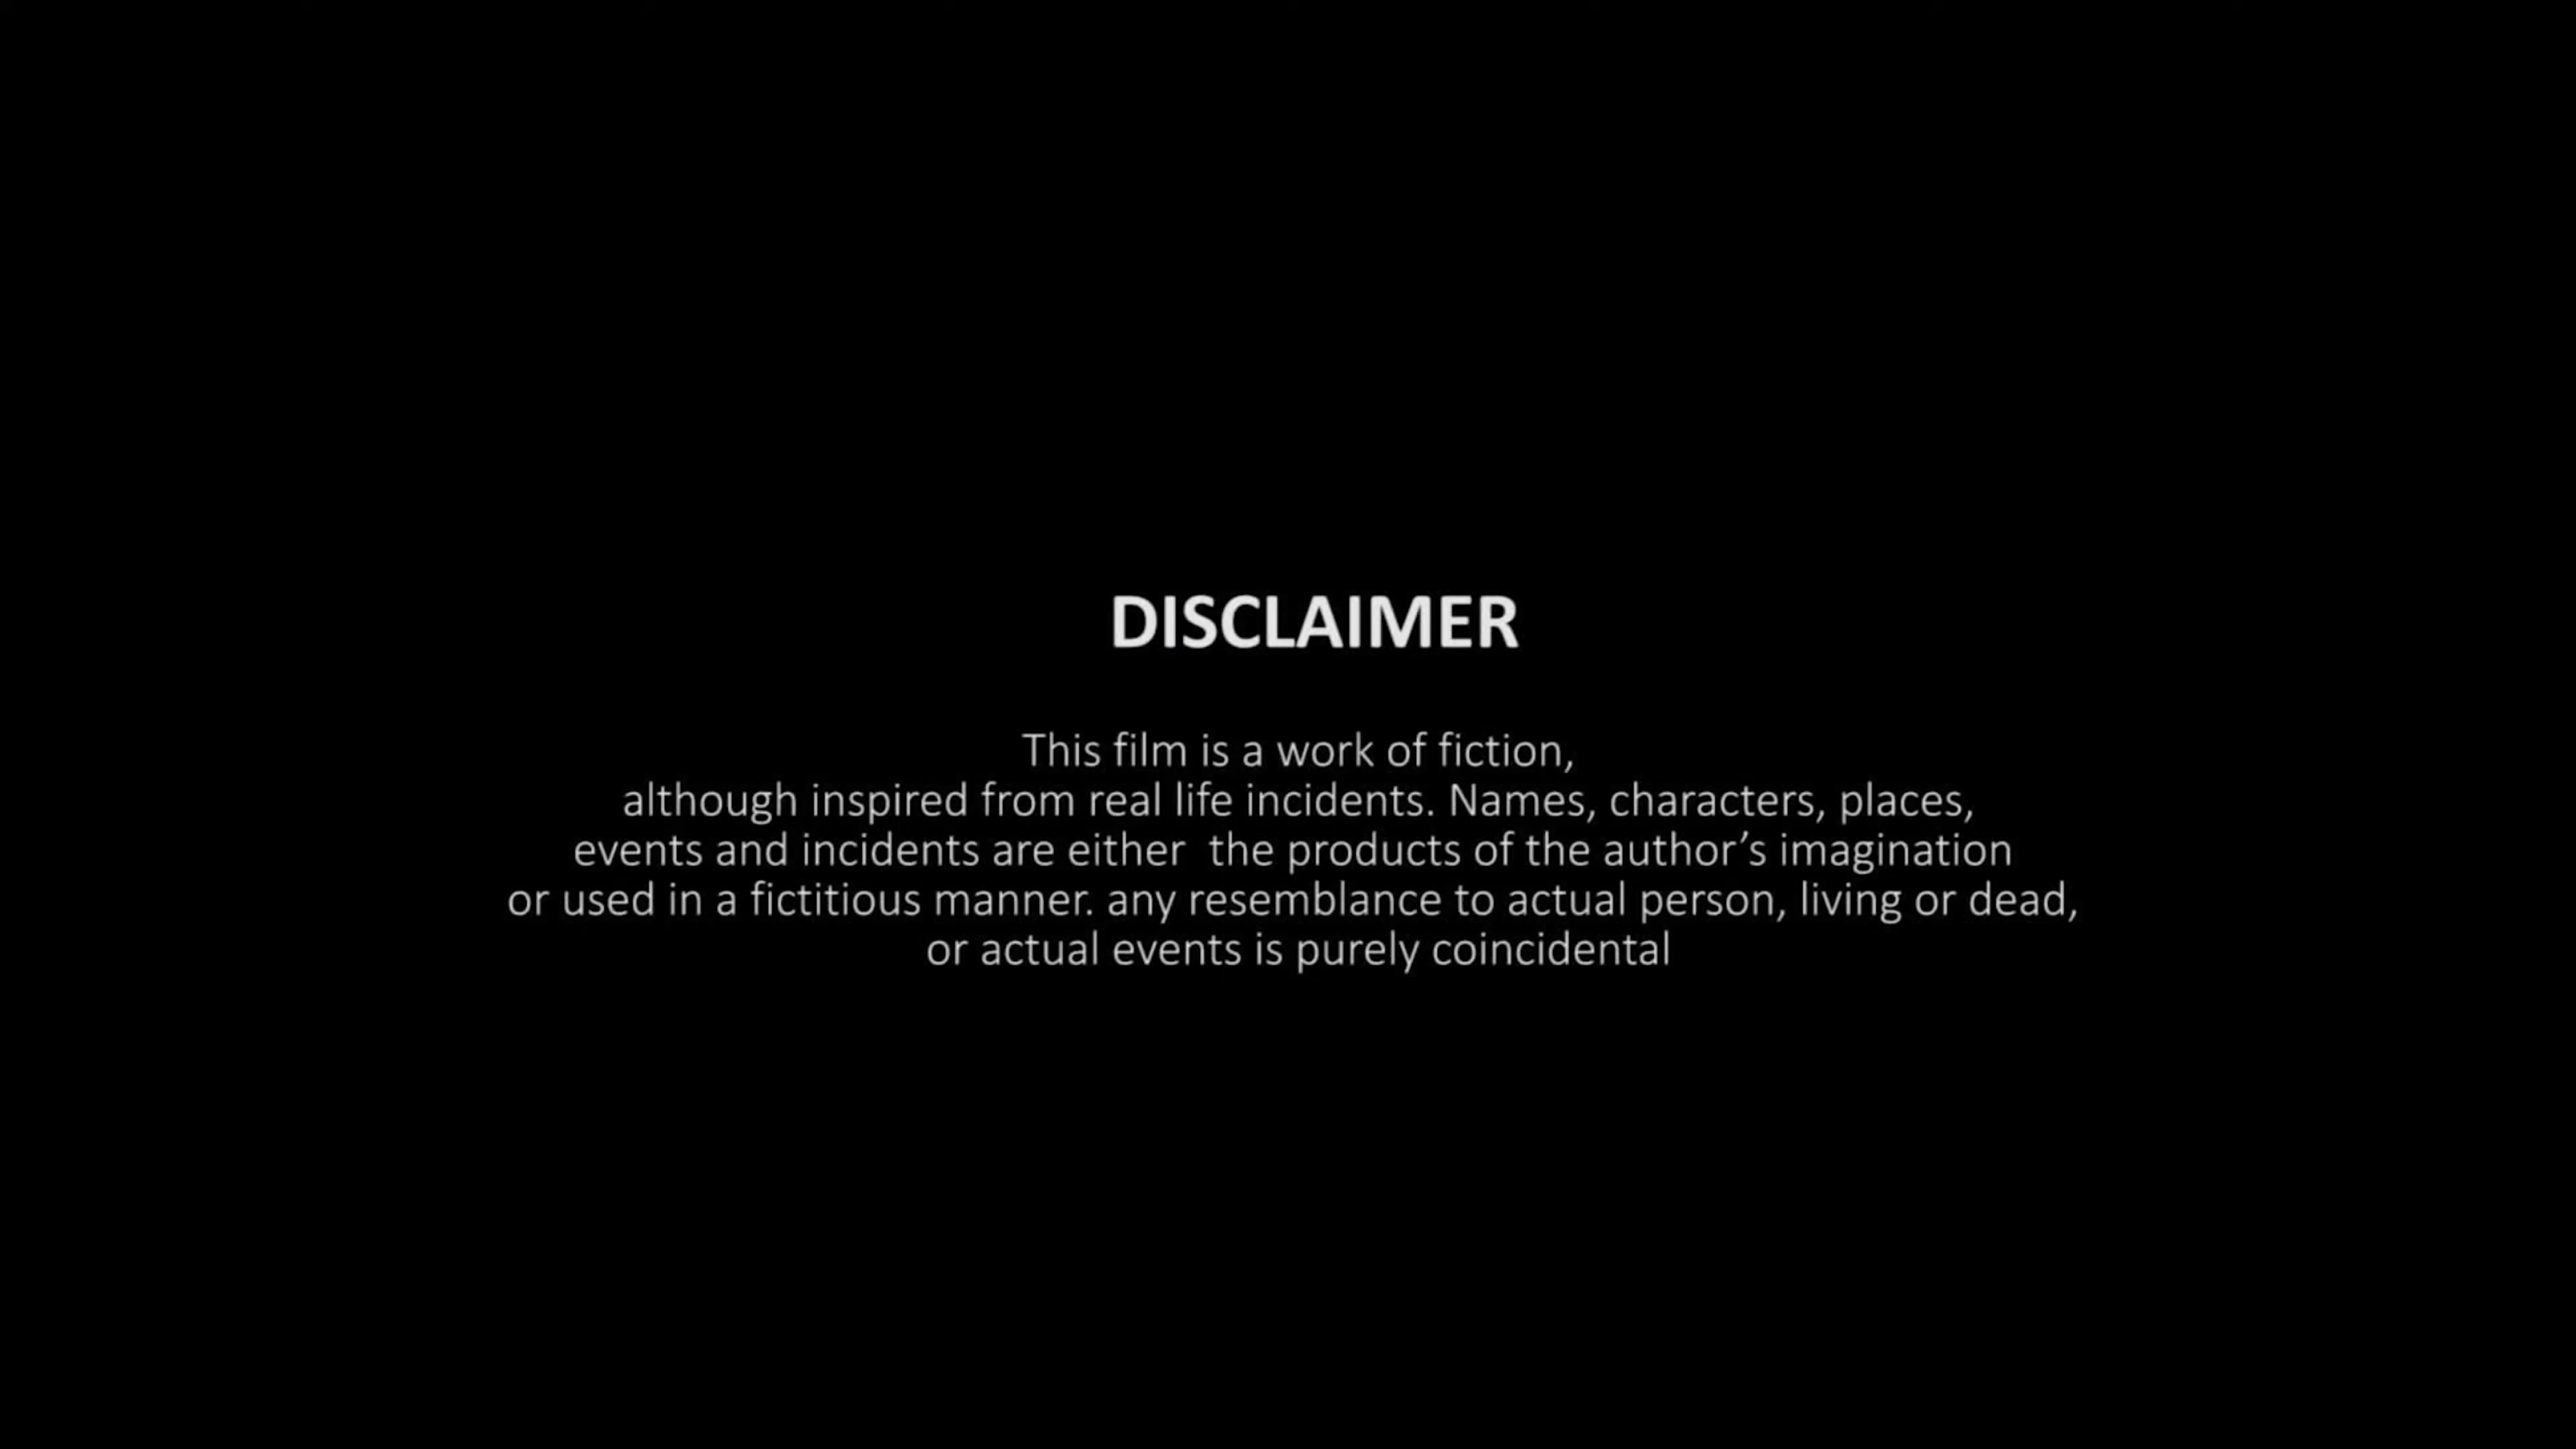 DISCLAIMER
This film is a work of fiction,
although inspired from real life incidents. Names, characters, places,
events and incidents are either  the products of the author’s imagination
or used in a fictitious manner. any resemblance to actual person, living or dead,
or actual events is purely coincidental